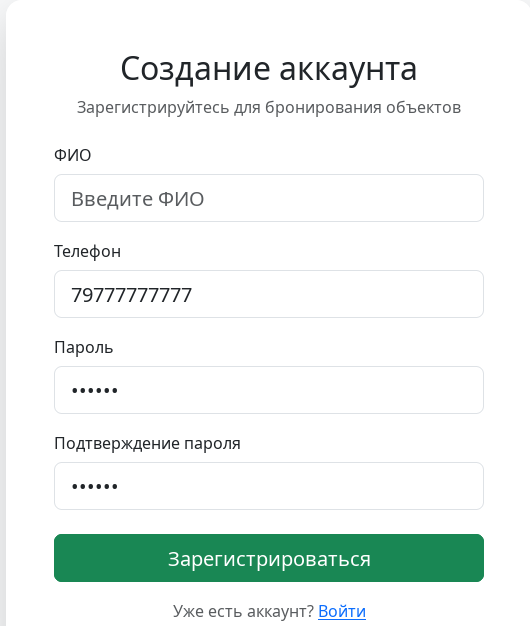 Создание аккаунта
Зарегистрируйтесь для бронирования объектов
ФИО
Введите ФИО
Телефон
79777777777
Пароль
••••••
Подтверждение пароля
••••••
Зарегистрироваться
Уже есть аккаунт? Войти